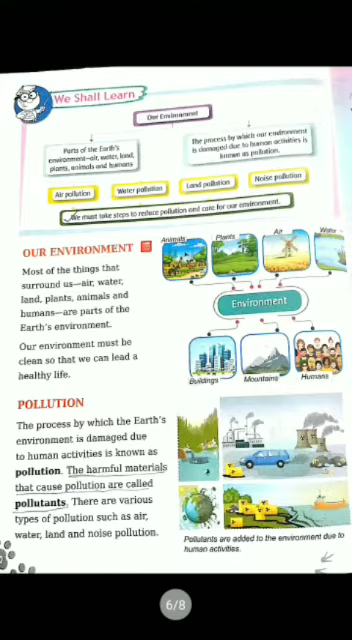 We Shall Learn
Our Environment
Parts of the Earth's
environment–air, water, land,
plants, animals and humans
The process by which our environment
is damaged due to human activities is
known as pollution.
Air pollution
Water pollution
Land pollution
Noise pollution
We must take steps to reduce pollution and care for our environment.
OUR ENVIRONMENT
Most of the things that
surround us—air, water,
land, plants, animals and
humans—are parts of the
Earth's environment.
Our environment must be
clean so that we can lead a
healthy life.
Animals
Plants
Air
Water
Environment
Buildings
Mountains
Humans
POLLUTION
The process by which the Earth's
environment is damaged due
to human activities is known as
pollution. The harmful materials
that cause pollution are called
pollutants. There are various
types of pollution such as air,
water, land and noise pollution.
Pollutants are added to the environment due to
human activities.
6/8